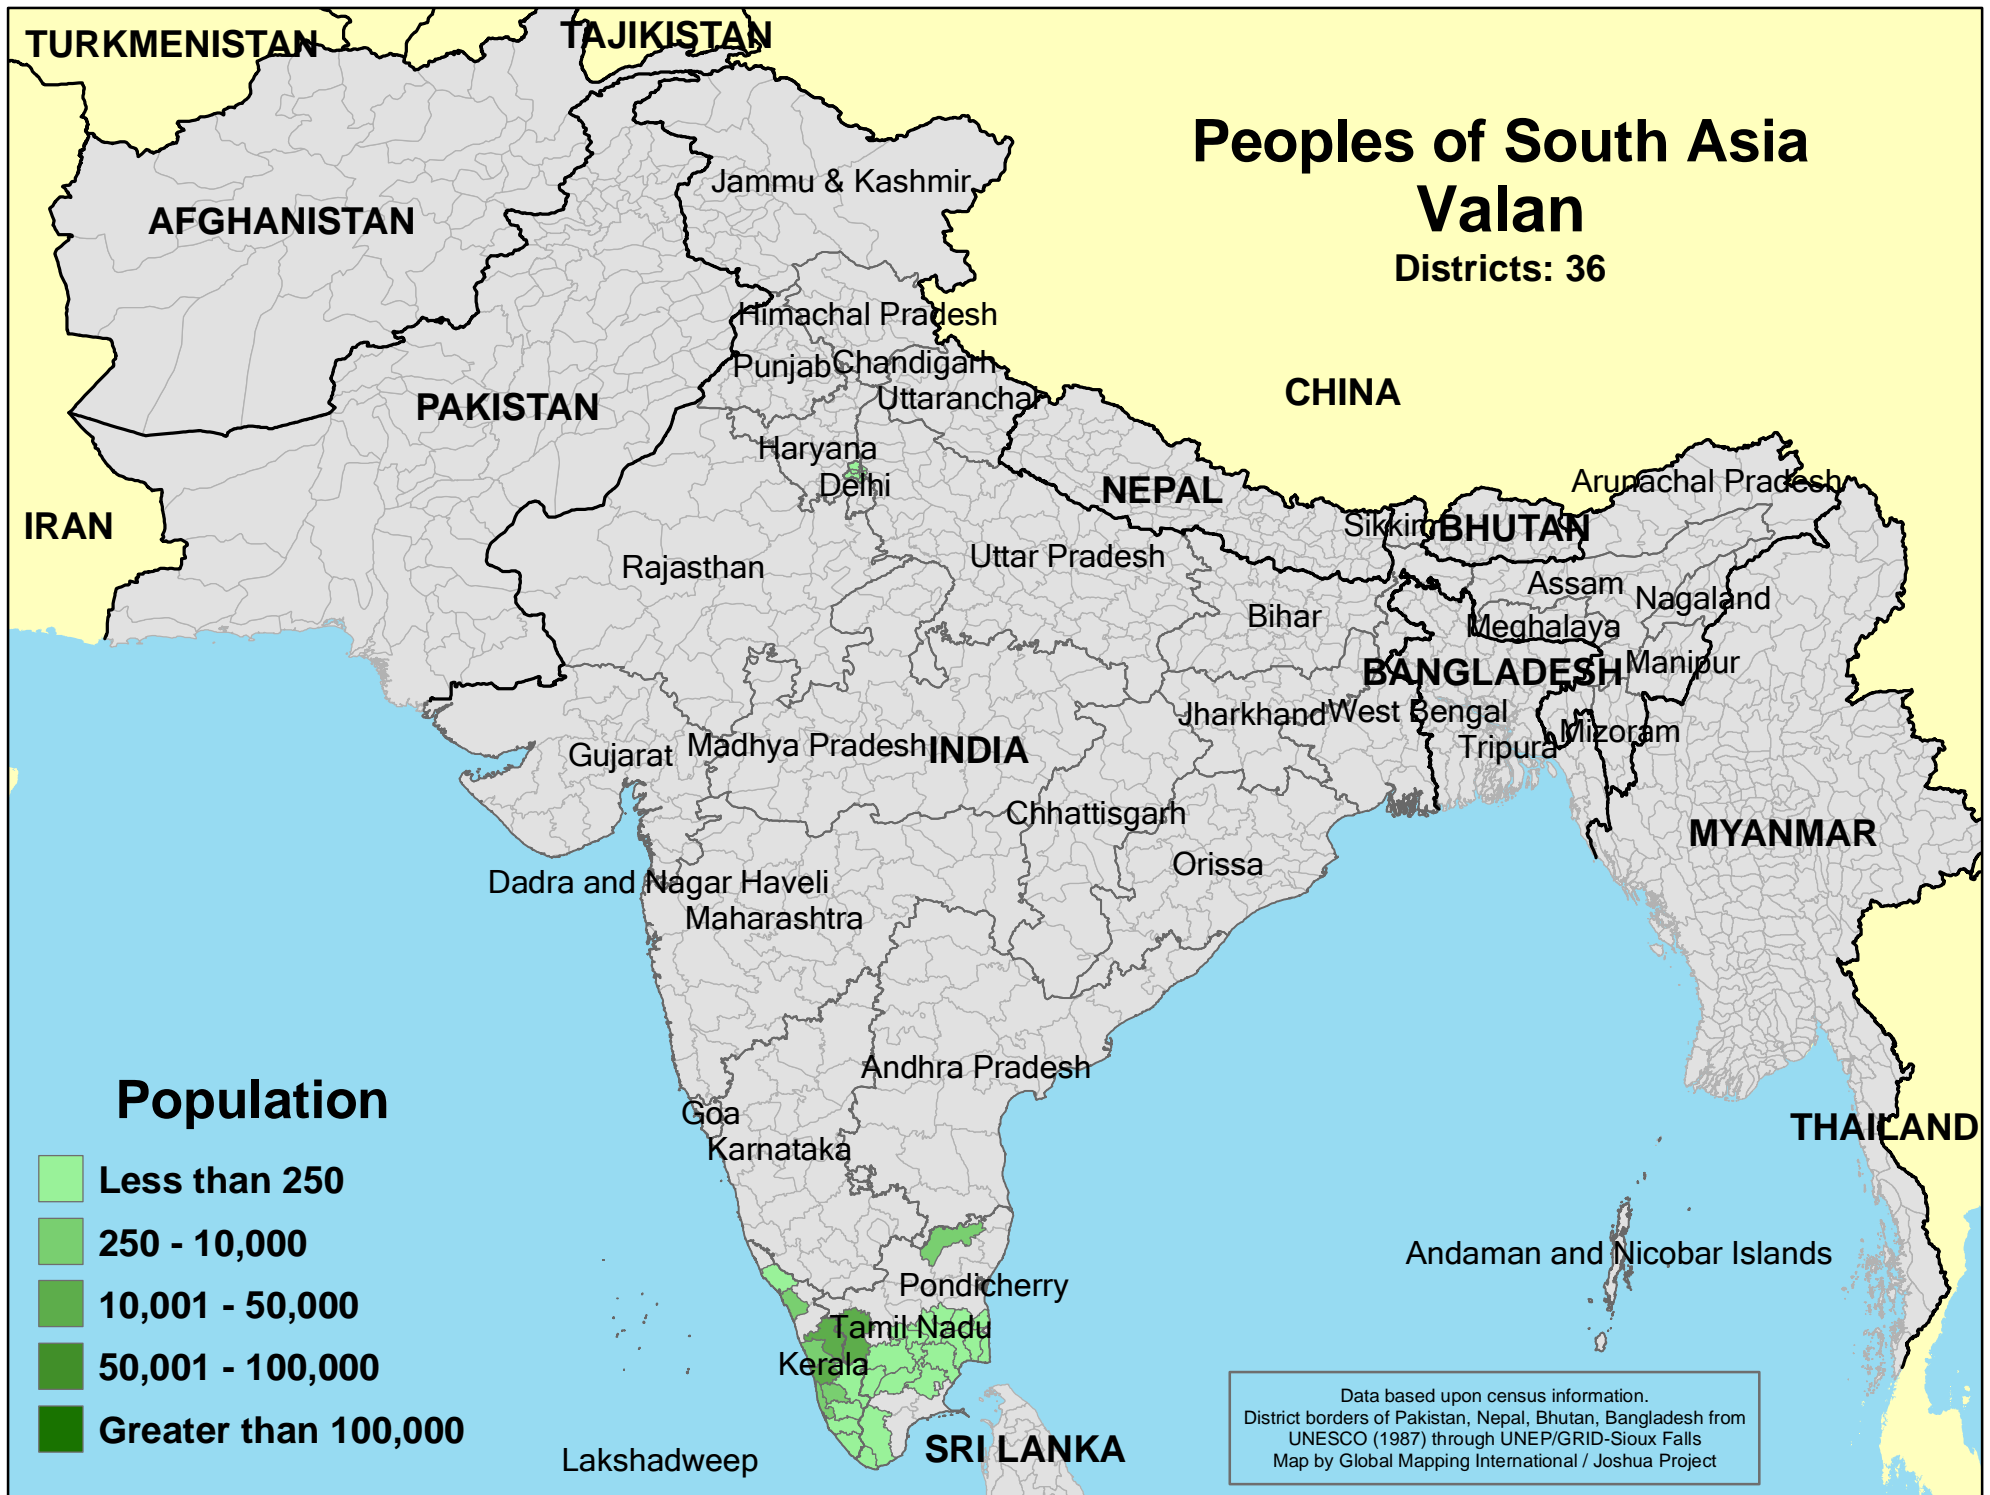 TURKMENISTAN
TAJIKISTAN
Peoples of South Asia
Valan
Districts: 36
Jammu & Kashmir
AFGHANISTAN
Himachal Pradesh
Punjab
Chandigarh
CHINA
Uttaranchal
PAKISTAN
Haryana
Delhi
NEPAL
Arunachal Pradesh
IRAN
Sikkim
BHUTAN
Rajasthan
Uttar Pradesh
Assam
Nagaland
Bihar
Meghalaya
BANGLADESH
Manipur
Jharkhand
West Bengal
Gujarat
Madhya Pradesh
INDIA
Tripura
Mizoram
Chhattisgarh
MYANMAR
Orissa
Dadra and Nagar Haveli
Maharashtra
Andhra Pradesh
Goa
Karnataka
THAILAND
Andaman and Nicobar Islands
Pondicherry
Tamil Nadu
Kerala
SRI LANKA
Lakshadweep
Population
Less than 250
250 - 10,000
10,001 - 50,000
50,001 - 100,000
Greater than 100,000
Data based upon census information.
District borders of Pakistan, Nepal, Bhutan, Bangladesh from
UNESCO (1987) through UNEP/GRID-Sioux Falls
Map by Global Mapping International / Joshua Project